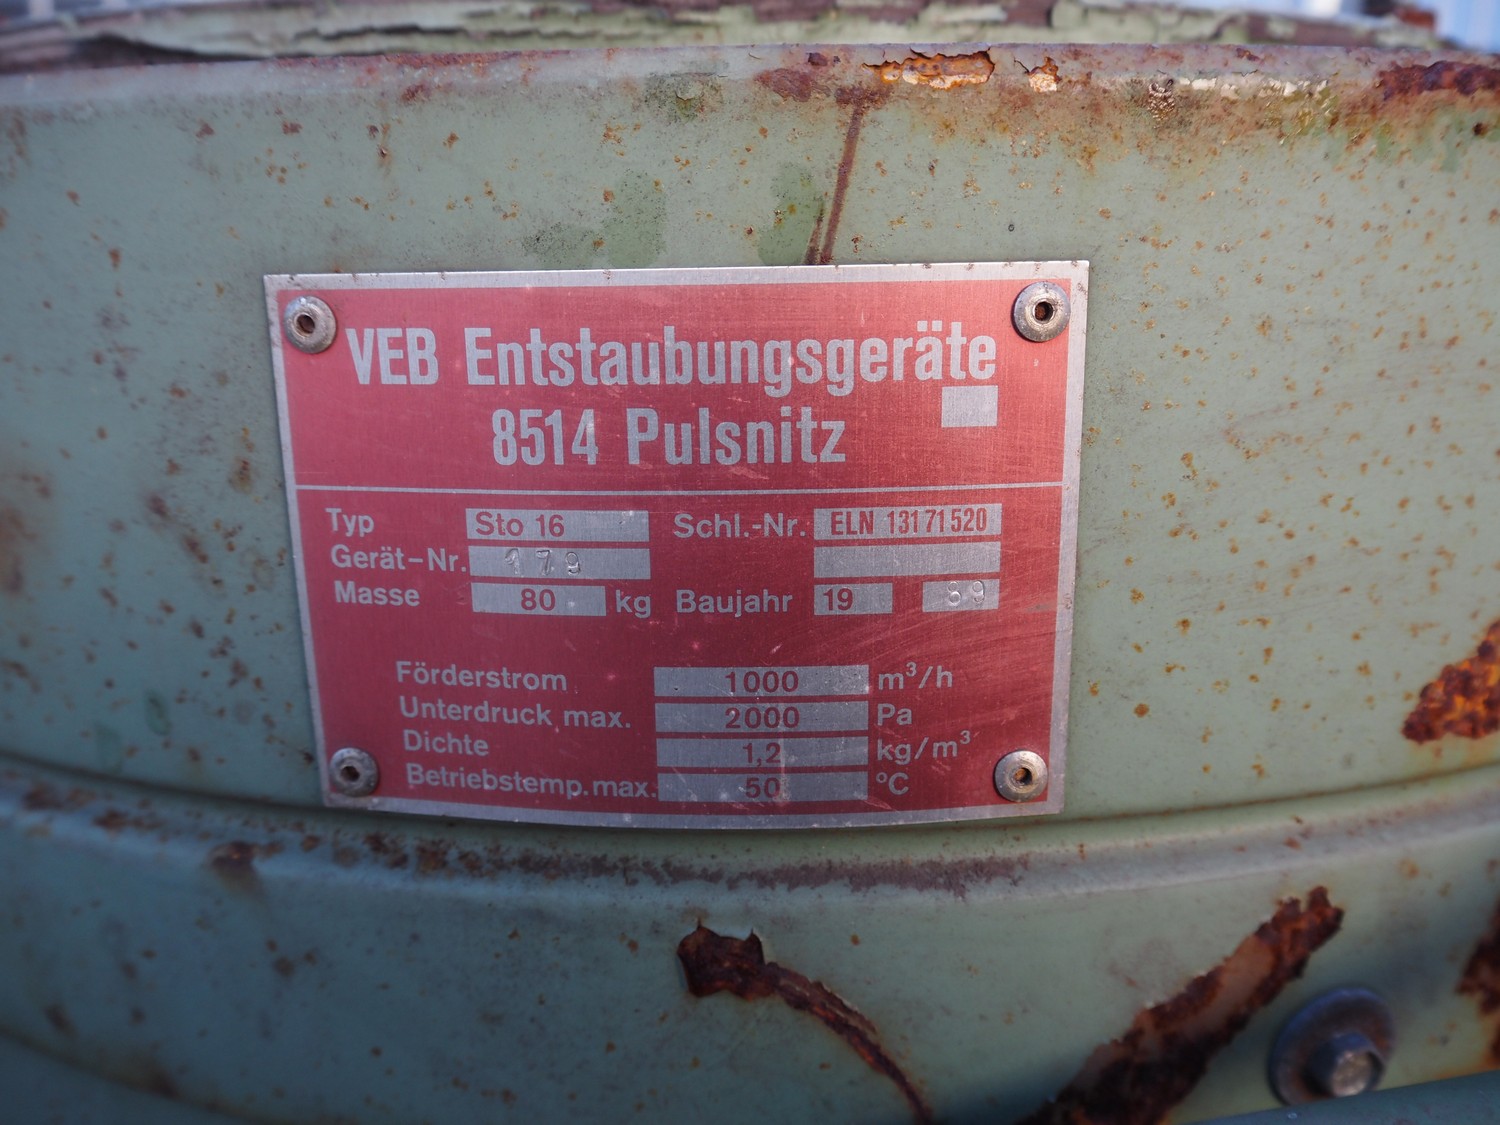 VEB Entstaubungsgeräte
8514 Pulsnitz
Typ Sto 16 Schl.-Nr. ELN 13171520
Gerät-Nr. 179
Masse 80 kg Baujahr 19 89
Förderstrom 1000 m³/h
Unterdruck max. 2000 Pa
Dichte 1,2 kg/m³
Betriebstemp. max. 50 °C